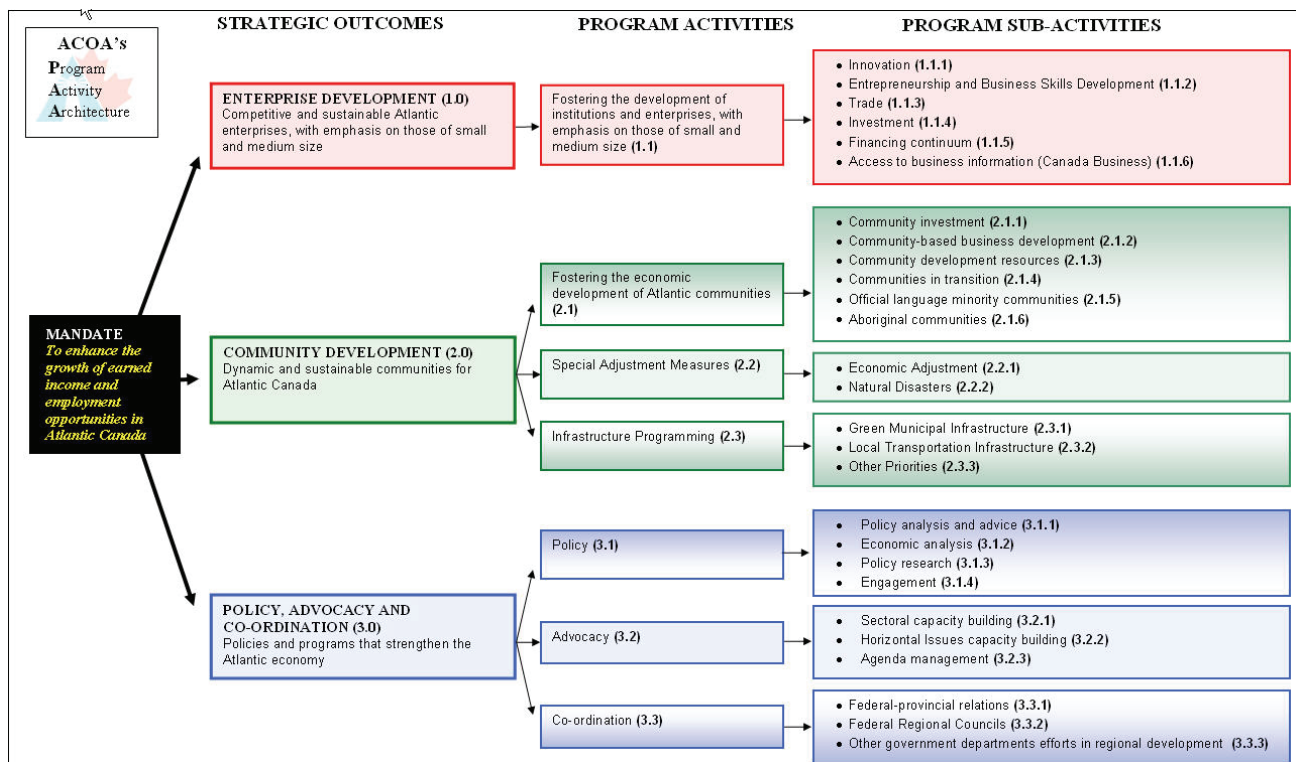 STRATEGIC OUTCOMES
PROGRAM ACTIVITIES
PROGRAM SUB-ACTIVITIES
ACOA's
Program
Activity
Architecture
MANDATE
To enhance the
growth of earned
income and
employment
opportunities in
Atlantic Canada
ENTERPRISE DEVELOPMENT (1.0)
Competitive and sustainable Atlantic
enterprises, with emphasis on those of small
and medium size
Fostering the development of
institutions and enterprises, with
emphasis on those of small and
medium size (1.1)
• Innovation (1.1.1)
• Entrepreneurship and Business Skills Development (1.1.2)
• Trade (1.1.3)
• Investment (1.1.4)
• Financing continuum (1.1.5)
• Access to business information (Canada Business) (1.1.6)
COMMUNITY DEVELOPMENT (2.0)
Dynamic and sustainable communities for
Atlantic Canada
Fostering the economic
development of Atlantic communities
(2.1)
• Community investment (2.1.1)
• Community-based business development (2.1.2)
• Community development resources (2.1.3)
• Communities in transition (2.1.4)
• Official language minority communities (2.1.5)
• Aboriginal communities (2.1.6)
Special Adjustment Measures (2.2)
• Economic Adjustment (2.2.1)
• Natural Disasters (2.2.2)
Infrastructure Programming (2.3)
• Green Municipal Infrastructure (2.3.1)
• Local Transportation Infrastructure (2.3.2)
• Other Priorities (2.3.3)
POLICY, ADVOCACY AND
CO-ORDINATION (3.0)
Policies and programs that strengthen the
Atlantic economy
Policy (3.1)
• Policy analysis and advice (3.1.1)
• Economic analysis (3.1.2)
• Policy research (3.1.3)
• Engagement (3.1.4)
Advocacy (3.2)
• Sectoral capacity building (3.2.1)
• Horizontal Issues capacity building (3.2.2)
• Agenda management (3.2.3)
Co-ordination (3.3)
• Federal-provincial relations (3.3.1)
• Federal Regional Councils (3.3.2)
• Other government departments efforts in regional development (3.3.3)